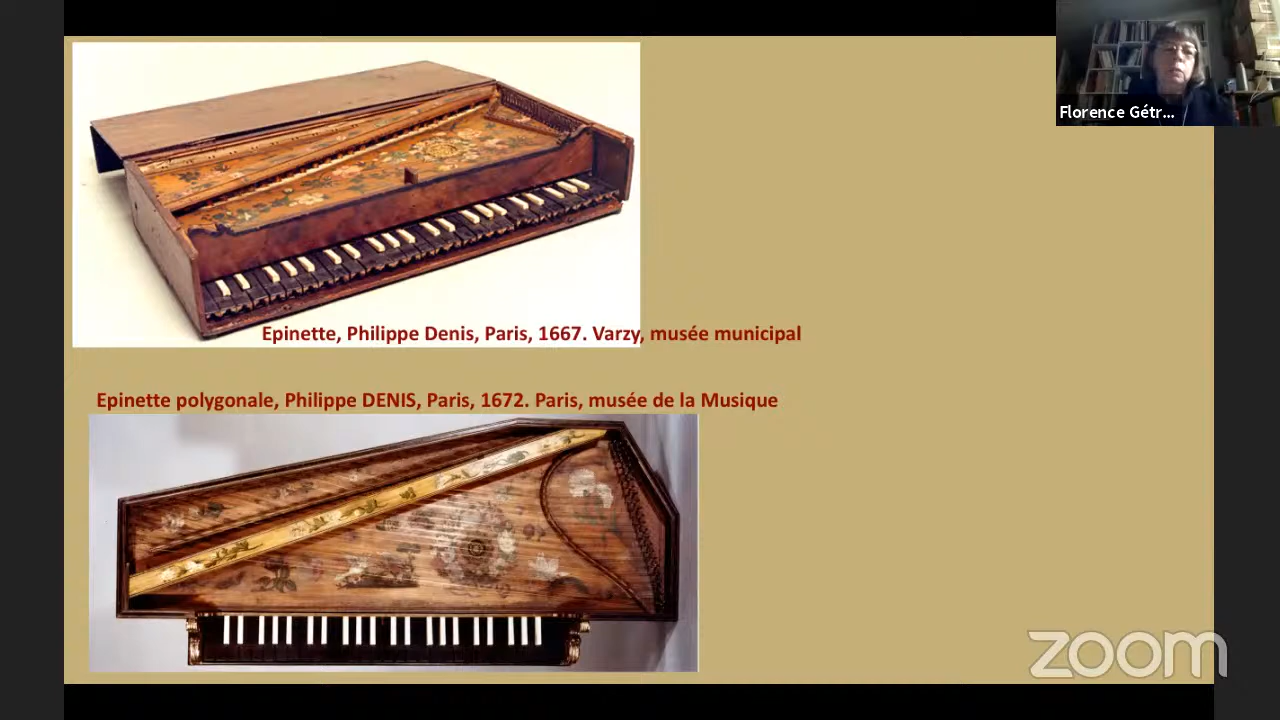 Florence Gétr...
Epinette, Philippe Denis, Paris, 1667. Varzy, musée municipal
Epinette polygonale, Philippe DENIS, Paris, 1672. Paris, musée de la Musique
zoom